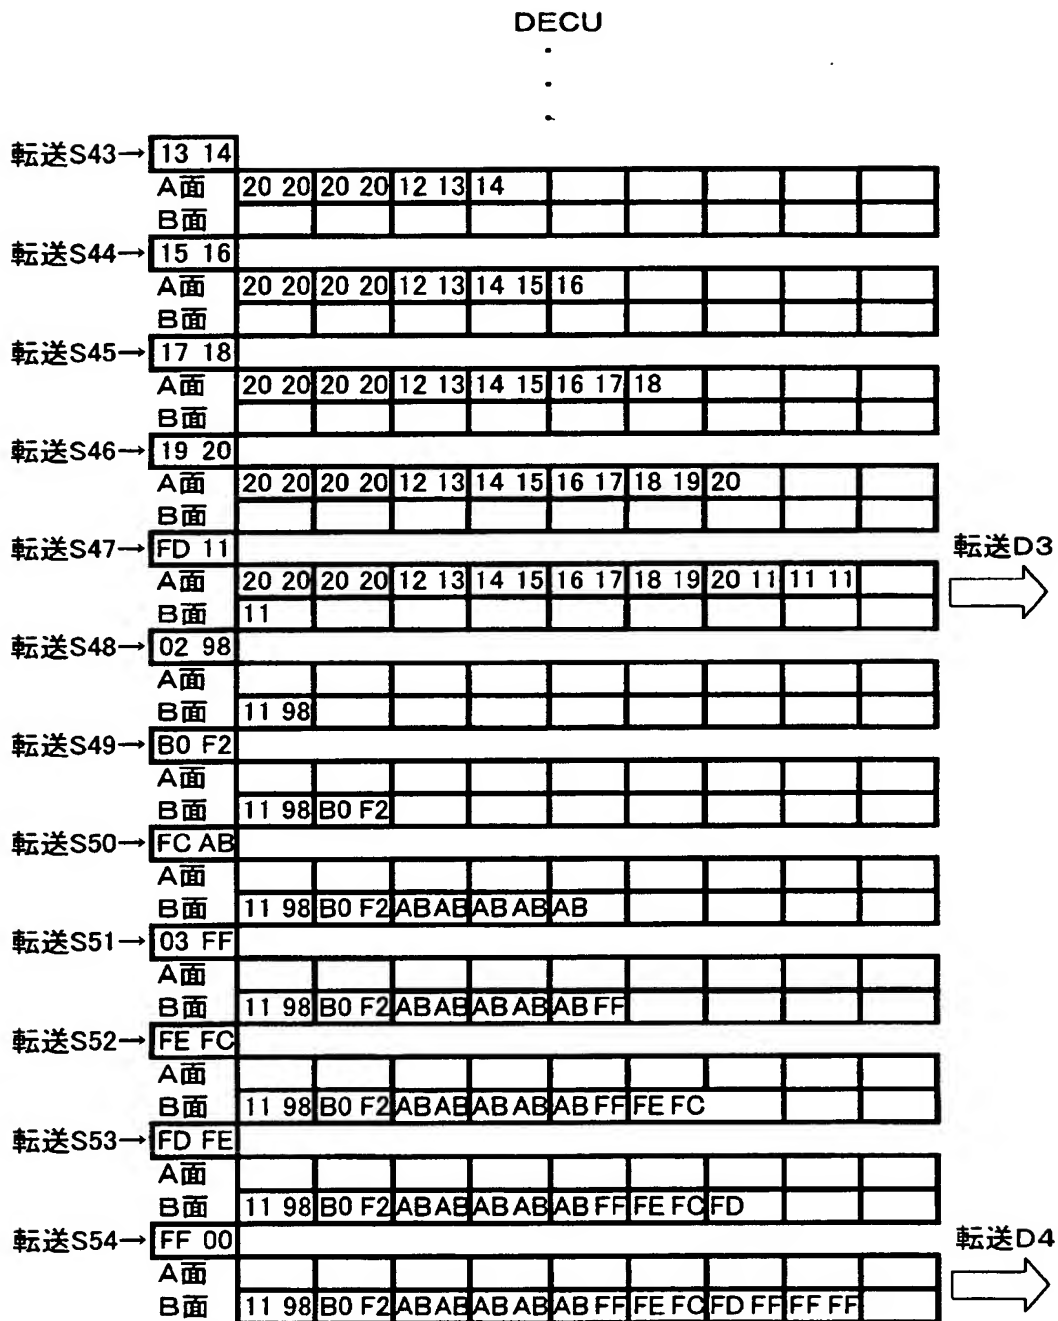 DECU
転送S43→ 13 14
A面 20 20 20 20 12 13 14
B面
転送S44→ 15 16
A面 20 20 20 20 12 13 14 15 16
B面
転送S45→ 17 18
A面 20 20 20 20 12 13 14 15 16 17 18
B面
転送S46→ 19 20
A面 20 20 20 20 12 13 14 15 16 17 18 19 20
B面
転送S47→ FD 11 転送D3
A面 20 20 20 20 12 13 14 15 16 17 18 19 20 11 11 11
B面 11
転送S48→ 02 98
A面
B面 11 98
転送S49→ B0 F2
A面
B面 11 98 B0 F2
転送S50→ FC AB
A面
B面 11 98 B0 F2 AB AB AB AB AB
転送S51→ 03 FF
A面
B面 11 98 B0 F2 AB AB AB AB AB FF
転送S52→ FE FC
A面
B面 11 98 B0 F2 AB AB AB AB AB FF FE FC
転送S53→ FD FE
A面
B面 11 98 B0 F2 AB AB AB AB AB FF FE FC FD
転送S54→ FF 00 転送D4
A面
B面 11 98 B0 F2 AB AB AB AB AB FF FE FC FD FF FF FF